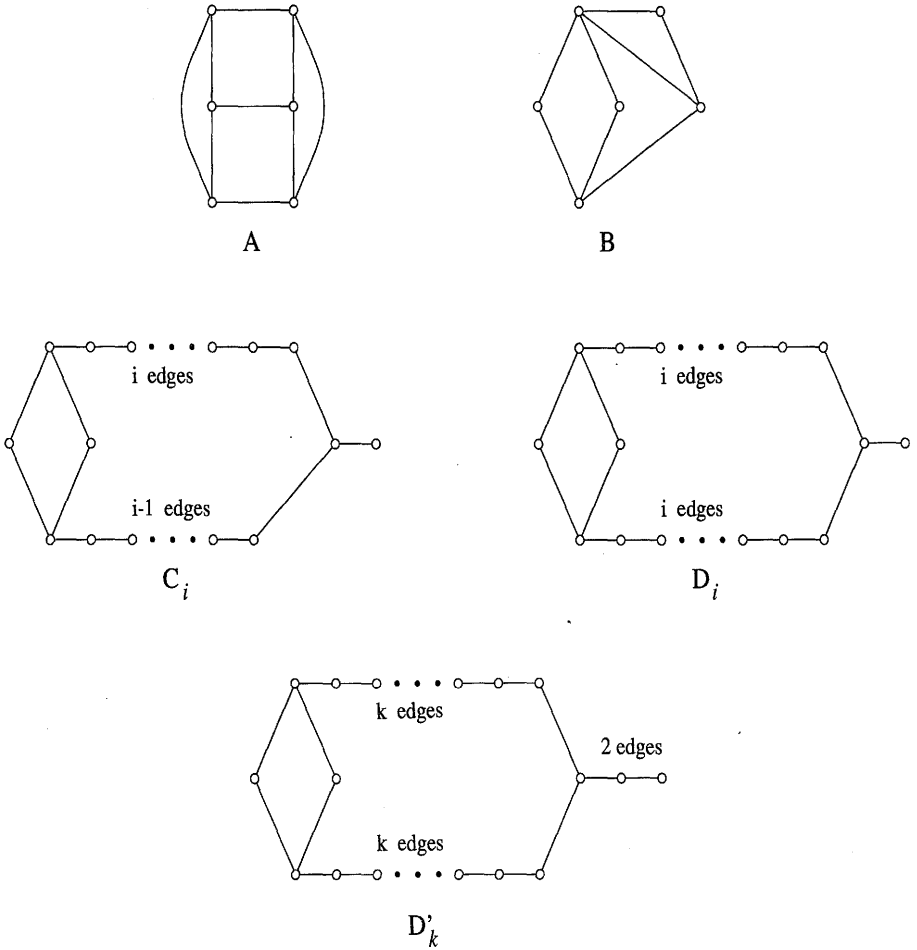 A
B
i edges
i-1 edges
C_i
i edges
i edges
D_i
k edges
2 edges
k edges
D'_k